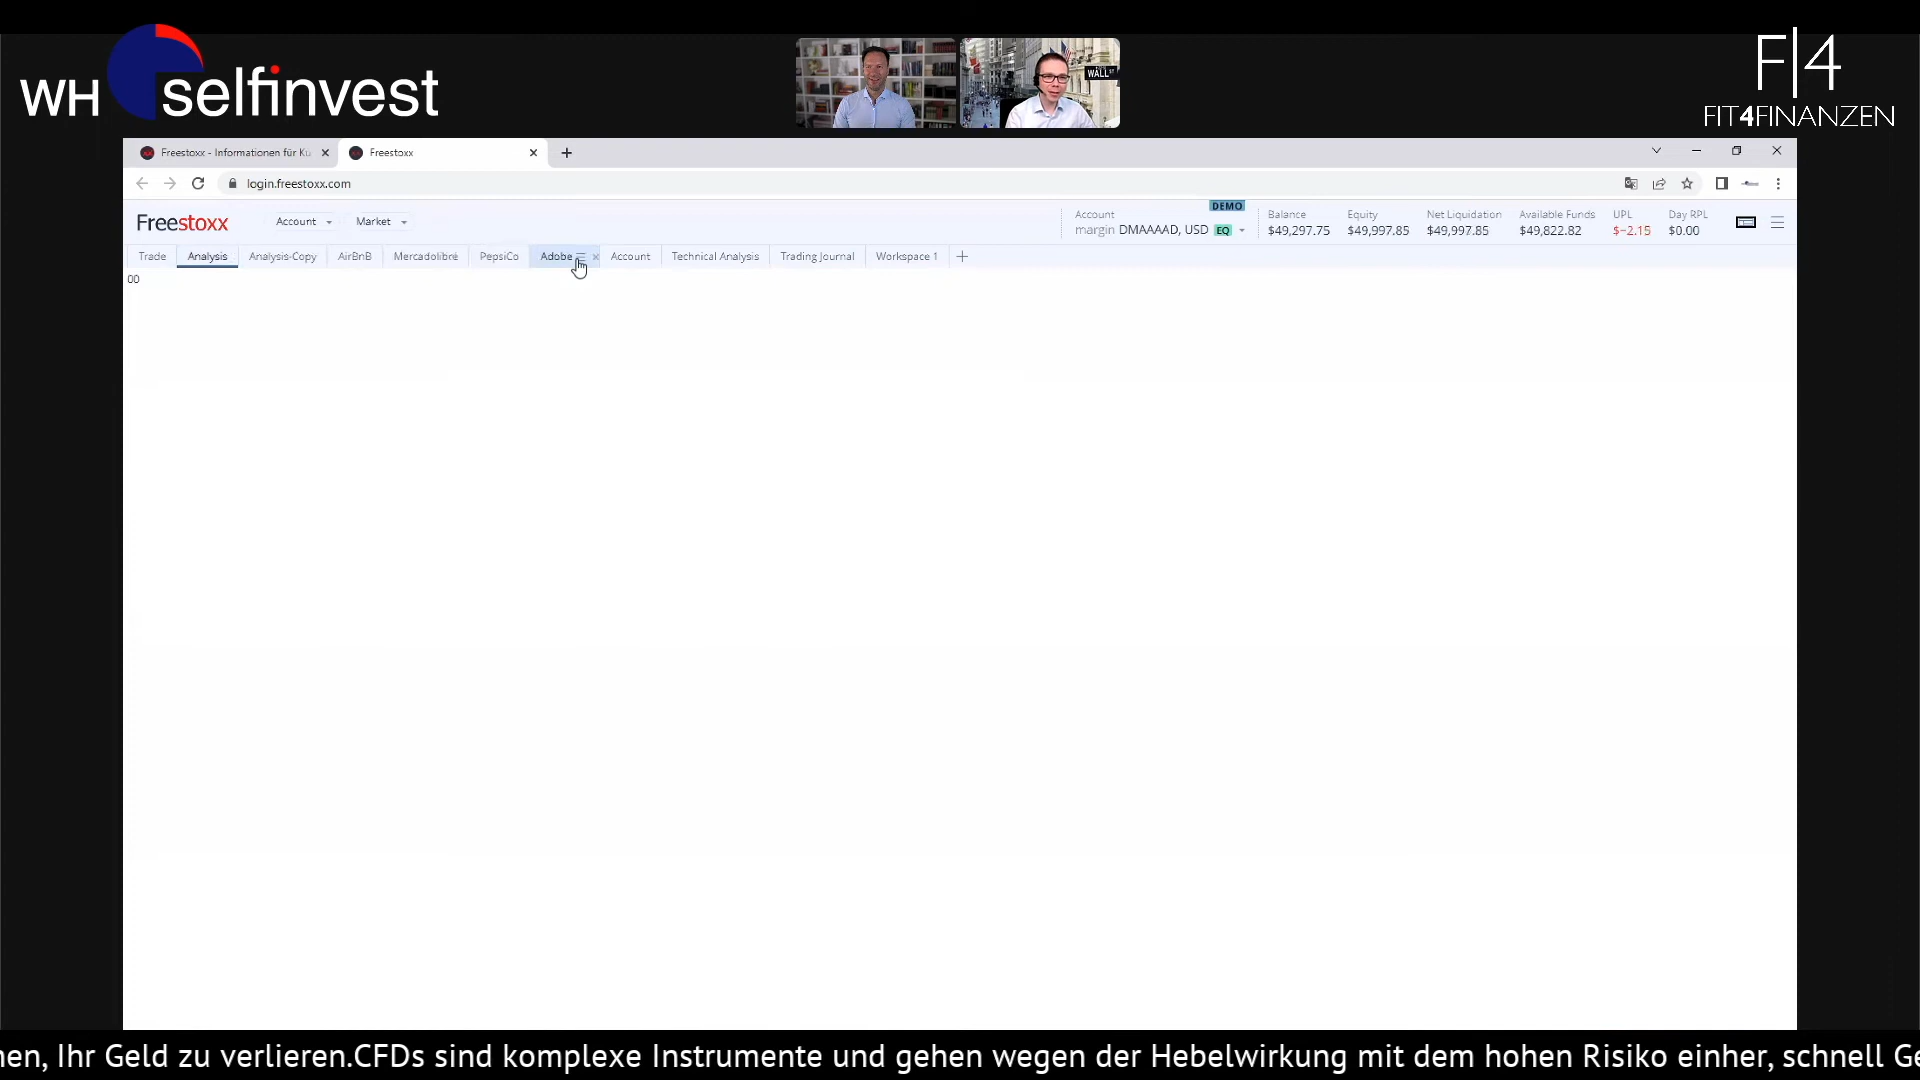 WH selfinvest
WALL ST
F|4
FIT4FINANZEN
Freestoxx - Informationen für Ku
Freestoxx
login.freestoxx.com
Freestoxx
Account
Market
DEMO
Account
margin DMAAAAD, USD EQ
Balance
$49,297.75
Equity
$49,997.85
Net Liquidation
$49,997.85
Available Funds
$49,822.82
UPL
$−2.15
Day RPL
$0.00
Trade
Analysis
Analysis-Copy
AirBnB
Mercadolibre
PepsiCo
Adobe
Account
Technical Analysis
Trading Journal
Workspace 1
00
nen, Ihr Geld zu verlieren.CFDs sind komplexe Instrumente und gehen wegen der Hebelwirkung mit dem hohen Risiko einher, schnell Ge